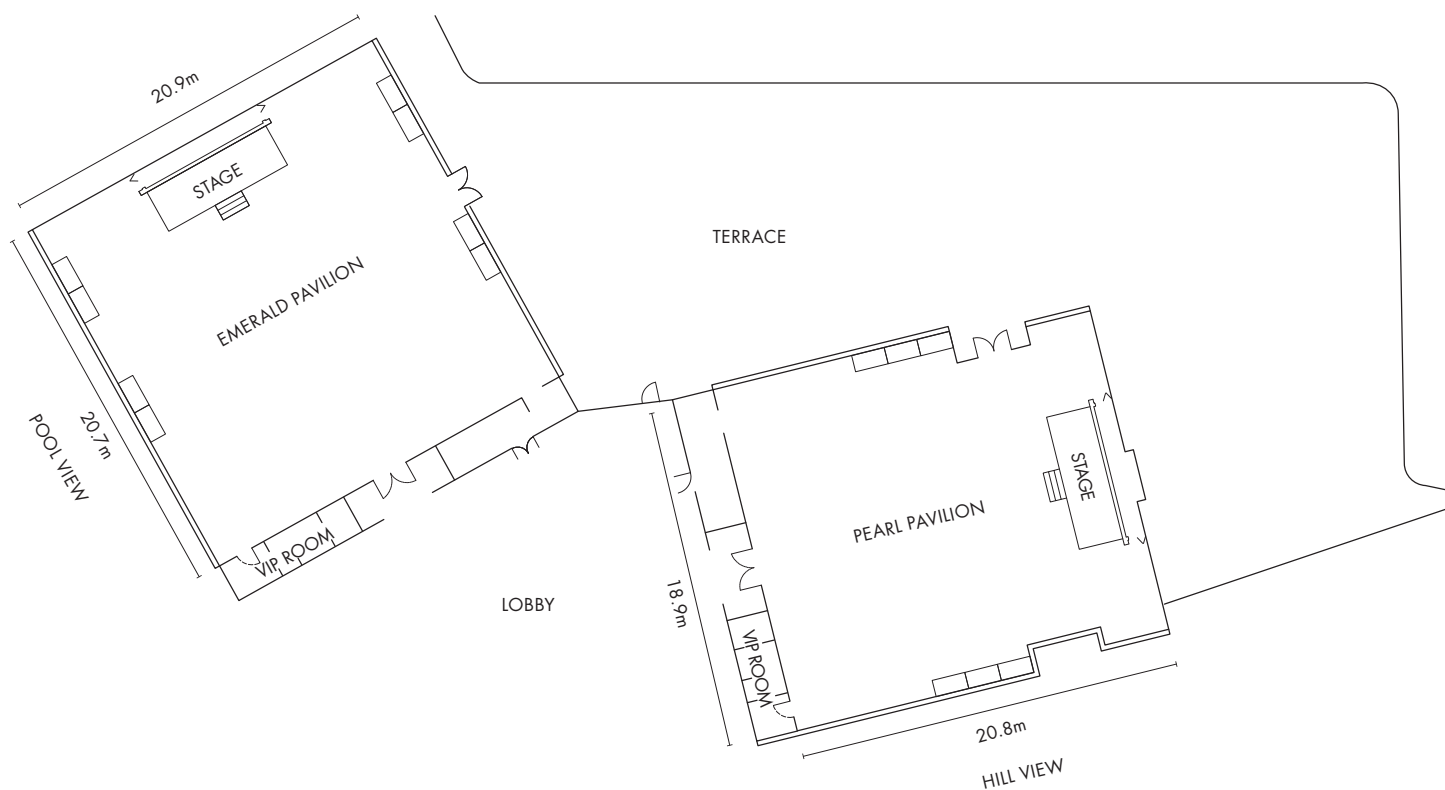 20.9m
STAGE
EMERALD PAVILION
TERRACE
POOL VIEW
20.7m
VIP ROOM
LOBBY
STAGE
PEARL PAVILION
18.9m
VIP ROOM
20.8m
HILL VIEW